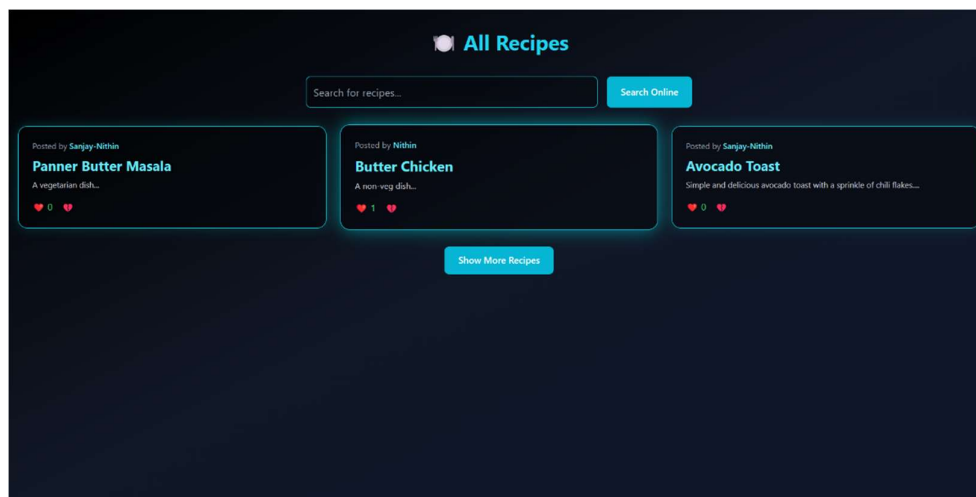 All Recipes
Search for recipes...
Search Online
Posted by Sanjay-Nithin
Panner Butter Masala
A vegetarian dish...
0
Posted by Nithin
Butter Chicken
A non-veg dish...
1
Posted by Sanjay-Nithin
Avocado Toast
Simple and delicious avocado toast with a sprinkle of chili flakes....
0
Show More Recipes